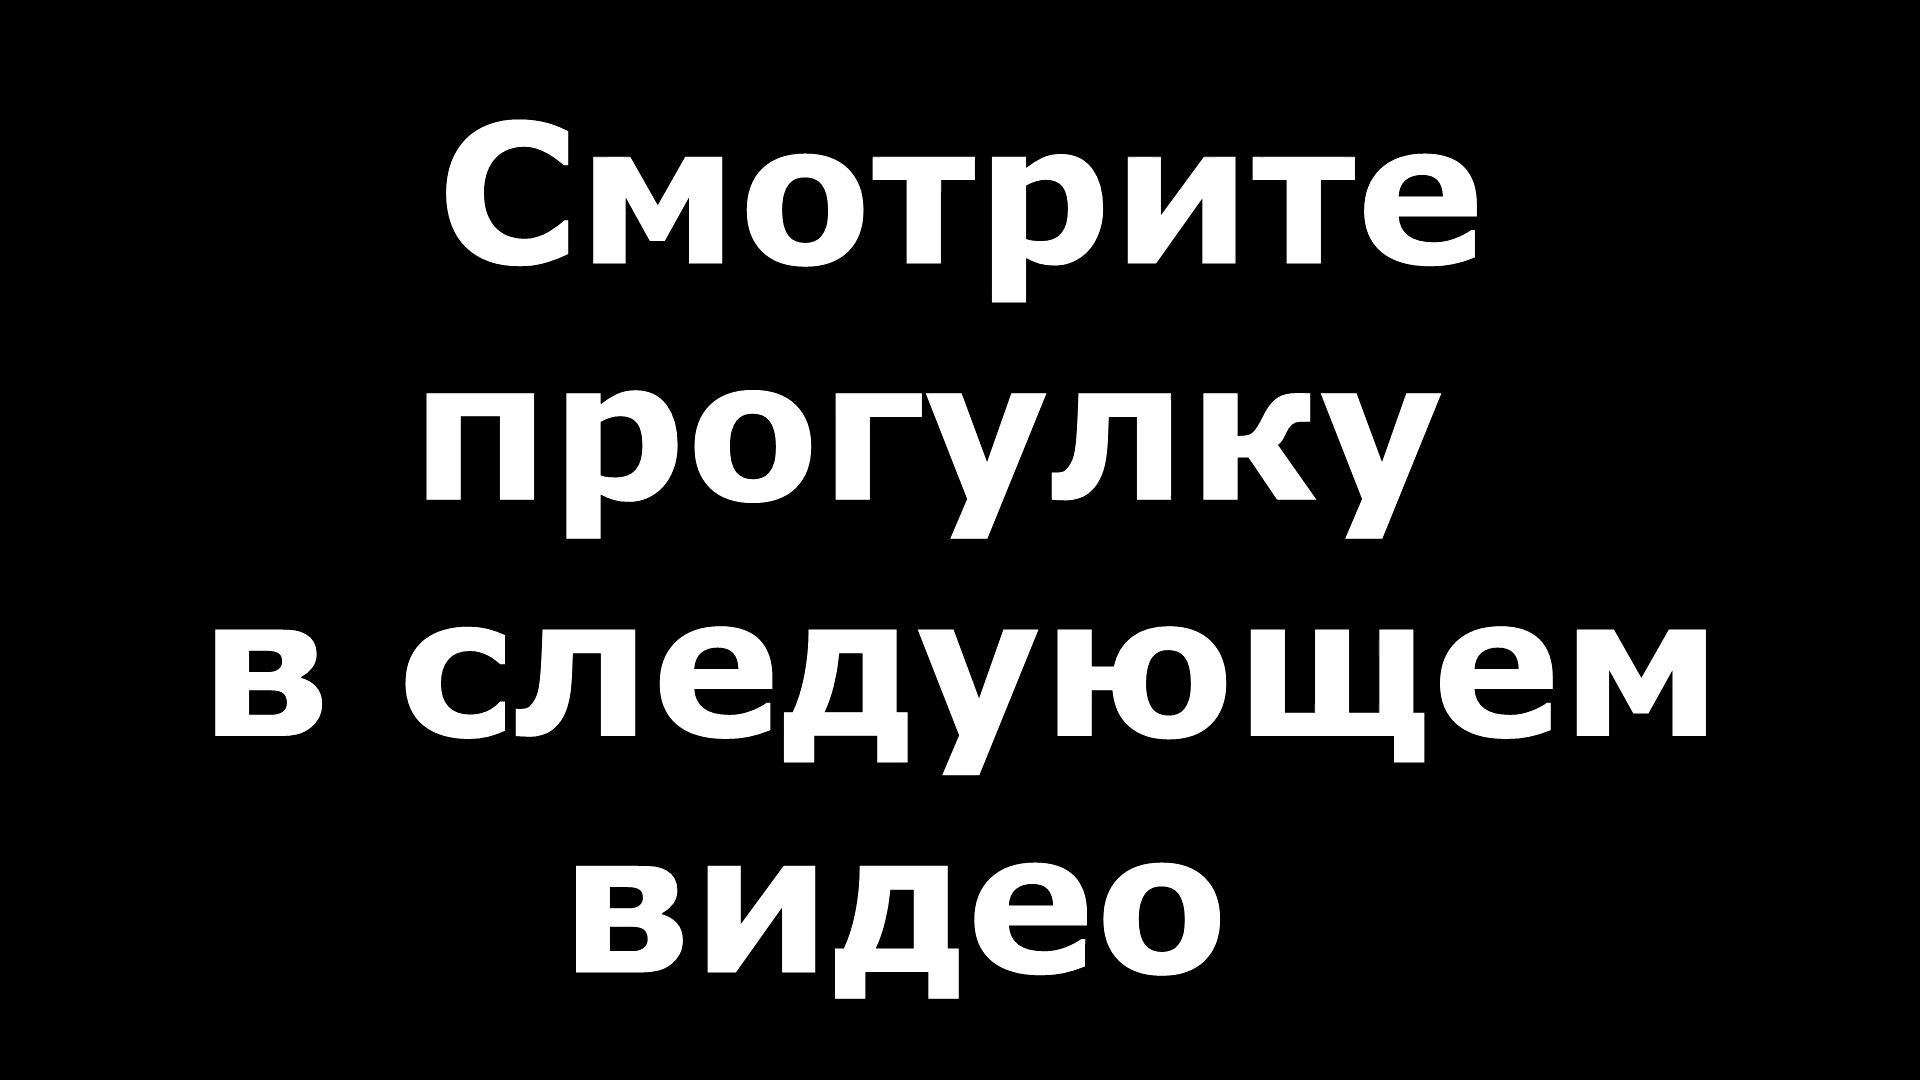 Смотрите
прогулку
в следующем
видео